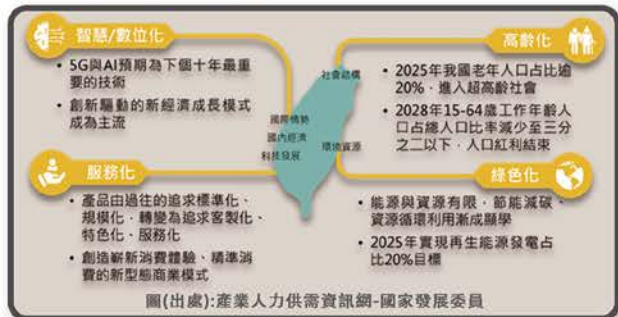 智慧/數位化
• 5G與AI預期為下個十年最重
要的技術
• 創新驅動的新經濟成長模式
成為主流
高齡化
• 2025年我國老年人口占比逾
20%，進入超高齡社會
• 2028年15-64歲工作年齡人
口占總人口比率減少至三分
之二以下，人口紅利結束
社會結構
國際情勢
國內經濟
科技發展
環境資源
服務化
• 產品由過往的追求標準化、
規模化，轉變為追求客製化、
特色化、服務化
• 創造嶄新消費體驗、精準消
費的新型態商業模式
綠色化
• 能源與資源有限，節能減碳、
資源循環利用漸成顯學
• 2025年實現再生能源發電占
比20%目標
圖(出處):產業人力供需資訊網-國家發展委員